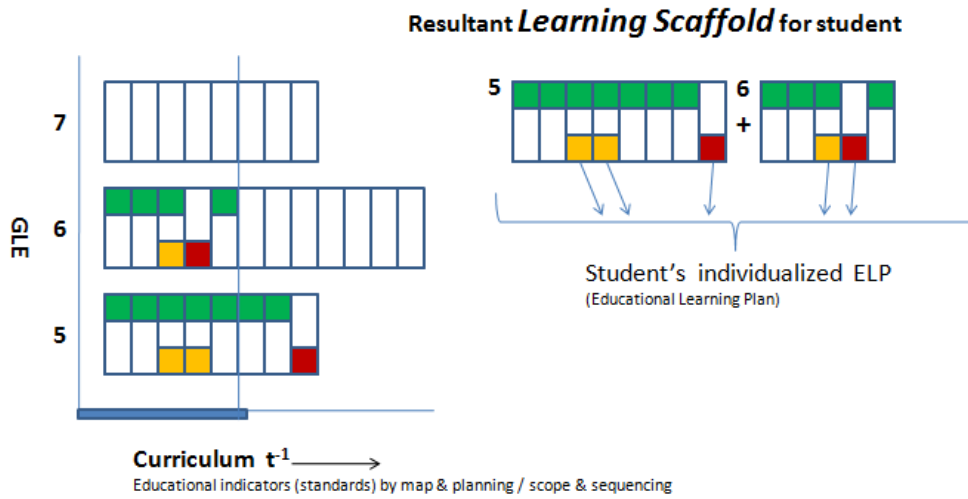 Resultant Learning Scaffold for student
7
6
5
GLE
5
6
+
Student's individualized ELP
(Educational Learning Plan)
Curriculum t⁻¹
Educational indicators (standards) by map & planning / scope & sequencing